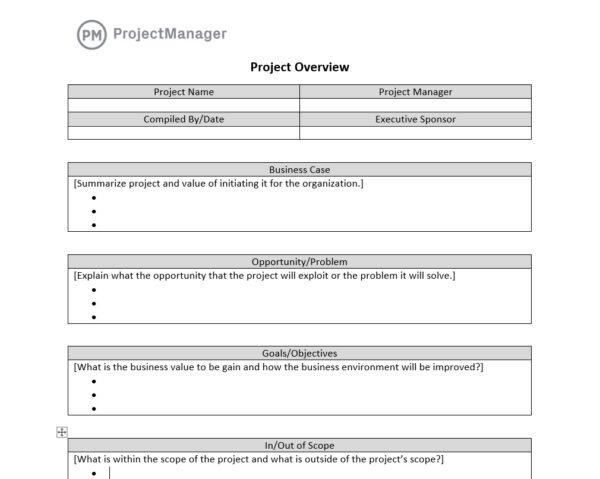 PM ProjectManager
Project Overview
Project Name Project Manager
Compiled By/Date Executive Sponsor
Business Case
[Summarize project and value of initiating it for the organization.]
•
•
•
Opportunity/Problem
[Explain what the opportunity that the project will exploit or the problem it will solve.]
•
•
•
Goals/Objectives
[What is the business value to be gain and how the business environment will be improved?]
•
•
•
In/Out of Scope
[What is within the scope of the project and what is outside of the project's scope?]
•